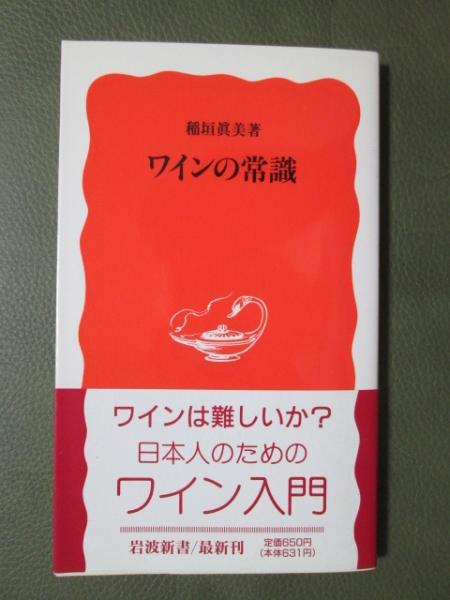 稲垣眞美著
ワインの常識
ワインは難しいか?
日本人のための
ワイン入門
岩波新書/最新刊
定価650円
(本体631円)